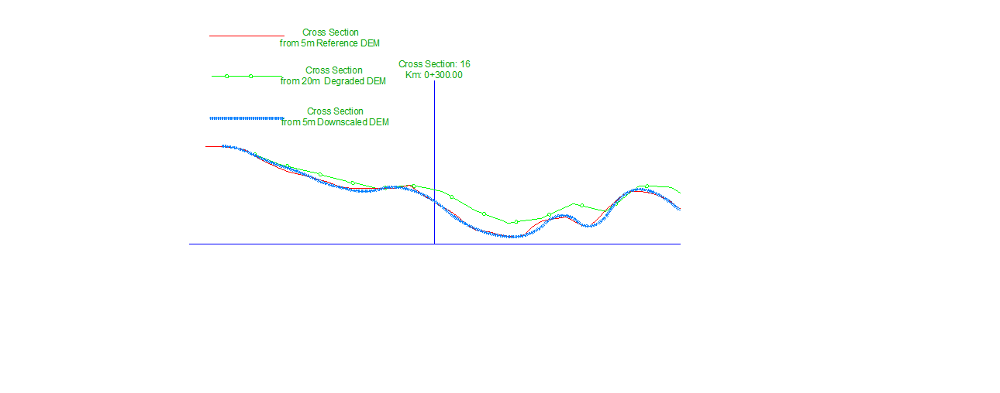 Cross Section
from 5m Reference DEM
Cross Section: 16
Km: 0+300.00
Cross Section
from 20m  Degraded DEM
Cross Section
from 5m Downscaled DEM